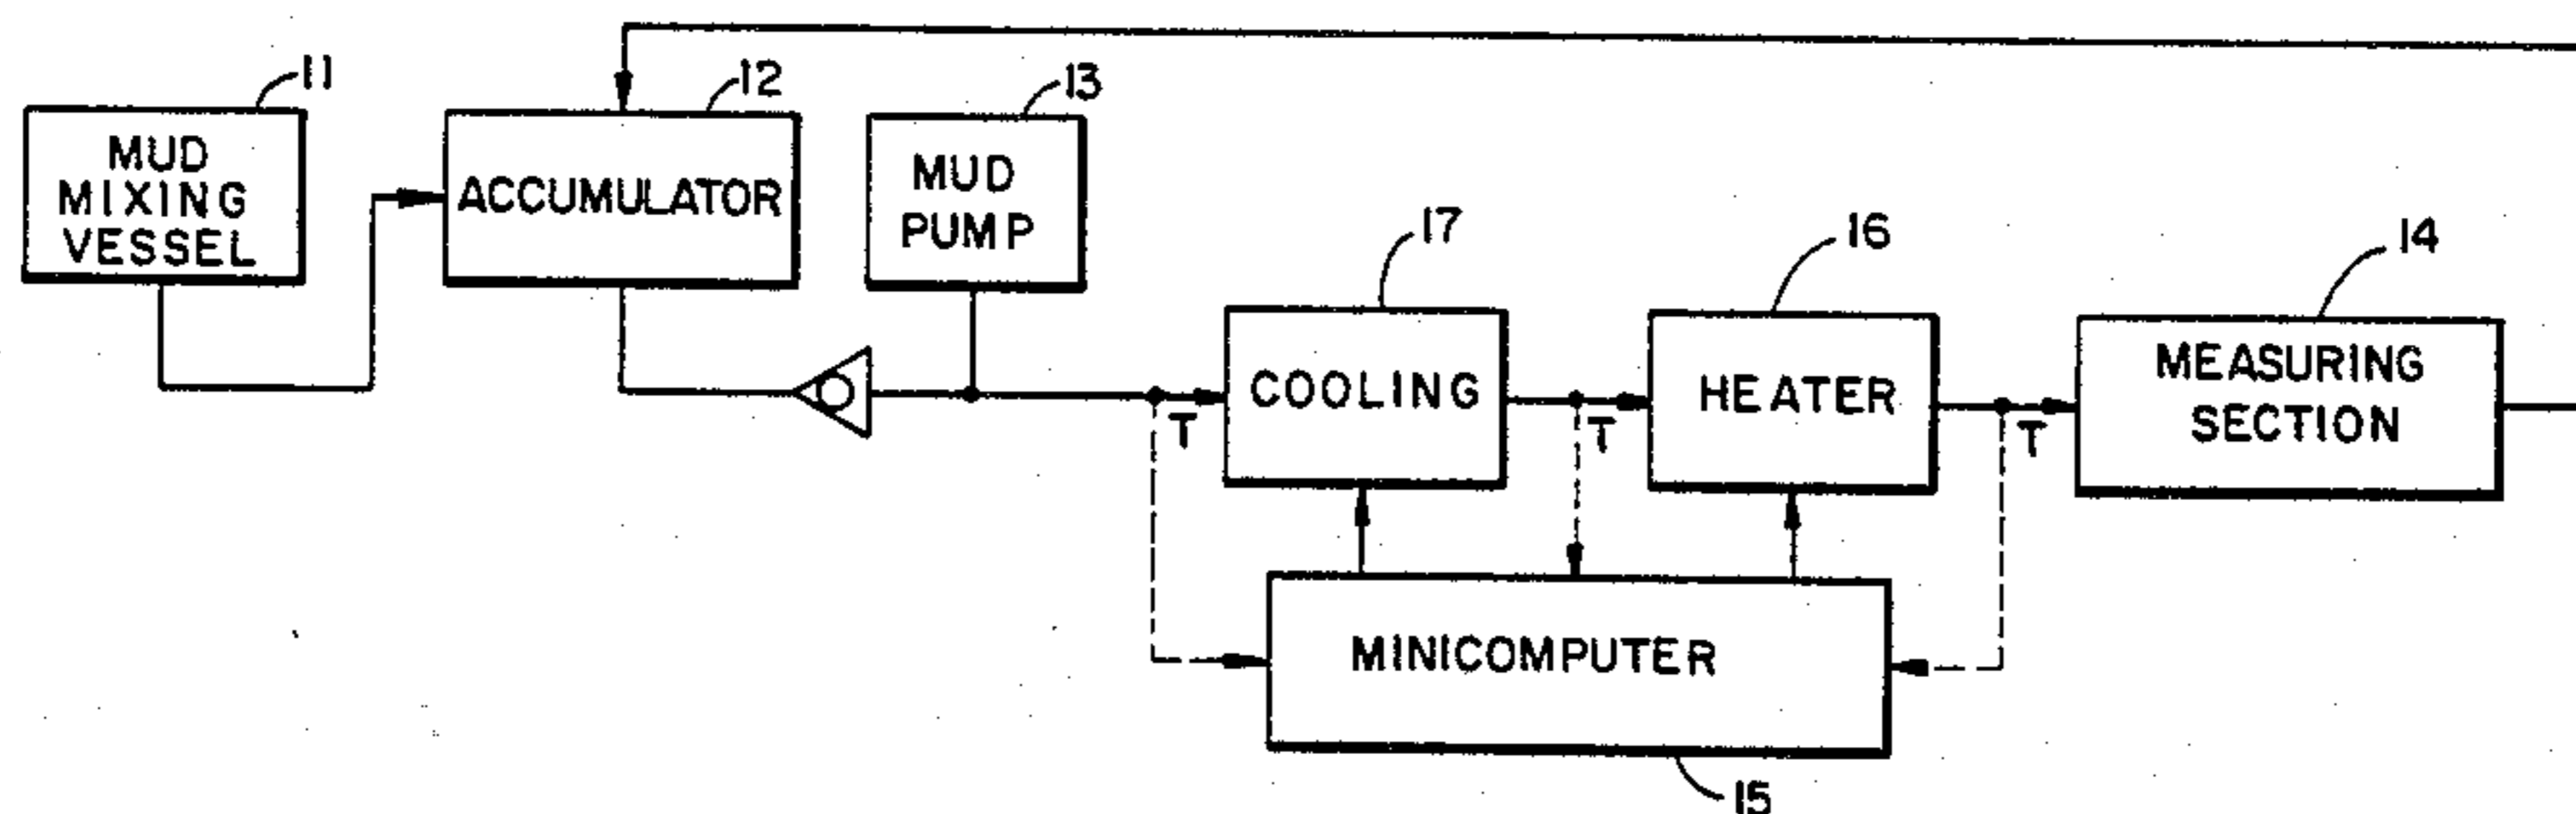 11
MUD
MIXING
VESSEL
12
ACCUMULATOR
13
MUD
PUMP
17
COOLING
16
HEATER
14
MEASURING
SECTION
T
T
T
MINICOMPUTER
15